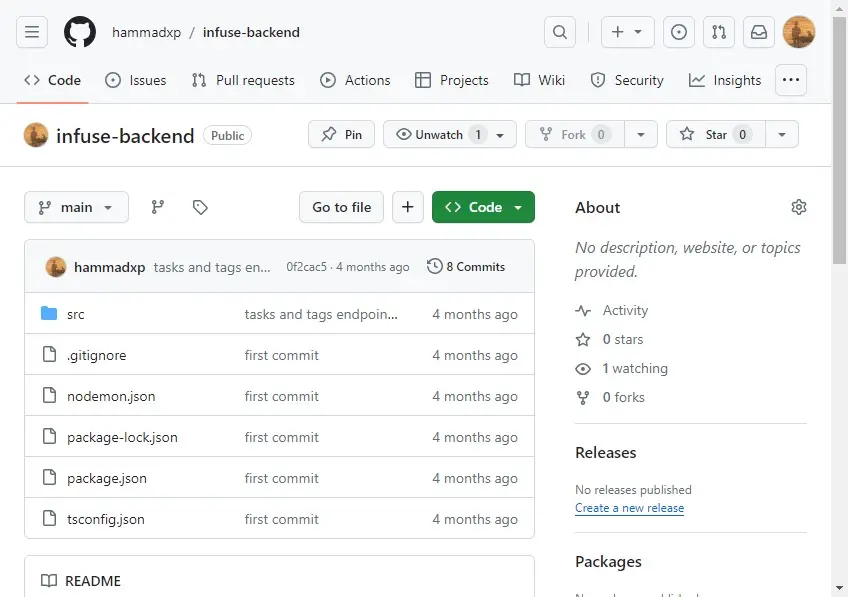 hammadxp / infuse-backend
Code Issues Pull requests Actions Projects Wiki Security Insights
infuse-backend Public Pin Unwatch 1 Fork 0 Star 0
main Go to file Code
hammadxp tasks and tags en... 0f2cac5 · 4 months ago 8 Commits
src tasks and tags endpoin... 4 months ago
.gitignore first commit 4 months ago
nodemon.json first commit 4 months ago
package-lock.json first commit 4 months ago
package.json first commit 4 months ago
tsconfig.json first commit 4 months ago
README
About
No description, website, or topics
provided.
Activity
0 stars
1 watching
0 forks
Releases
No releases published
Create a new release
Packages